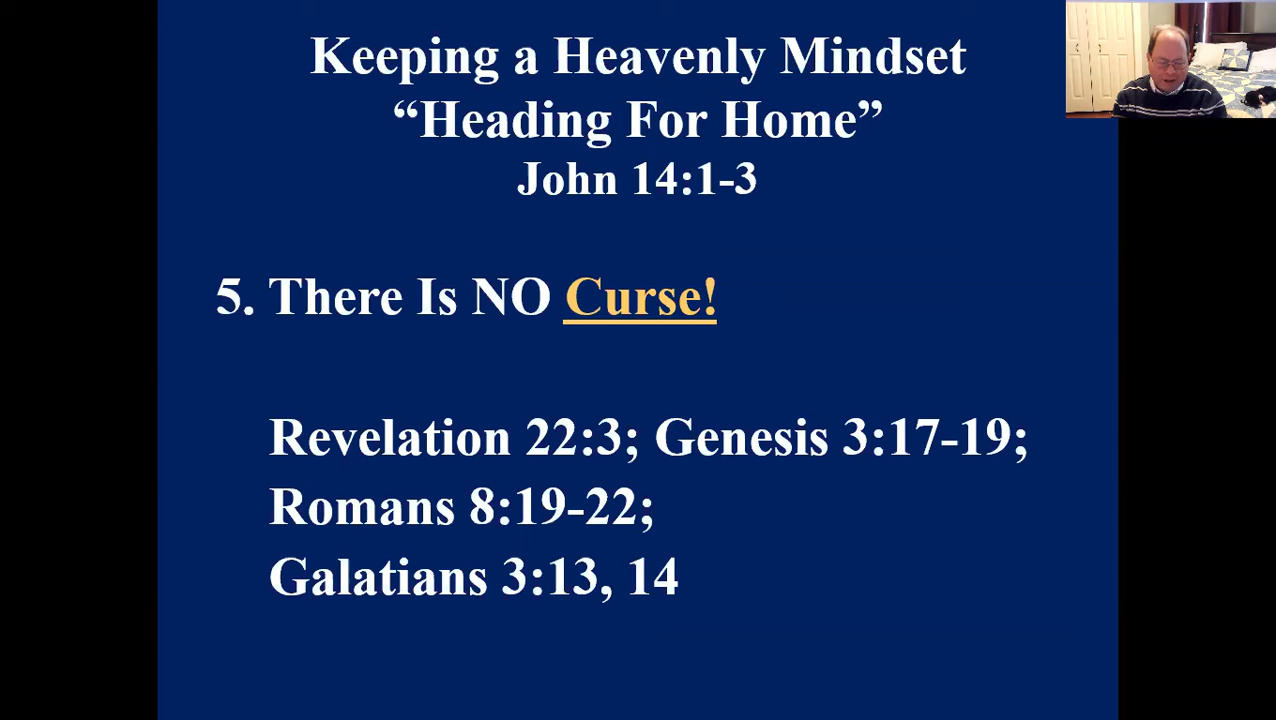 Keeping a Heavenly Mindset
“Heading For Home”
John 14:1-3
5. There Is NO Curse!
Revelation 22:3; Genesis 3:17-19;
Romans 8:19-22;
Galatians 3:13, 14